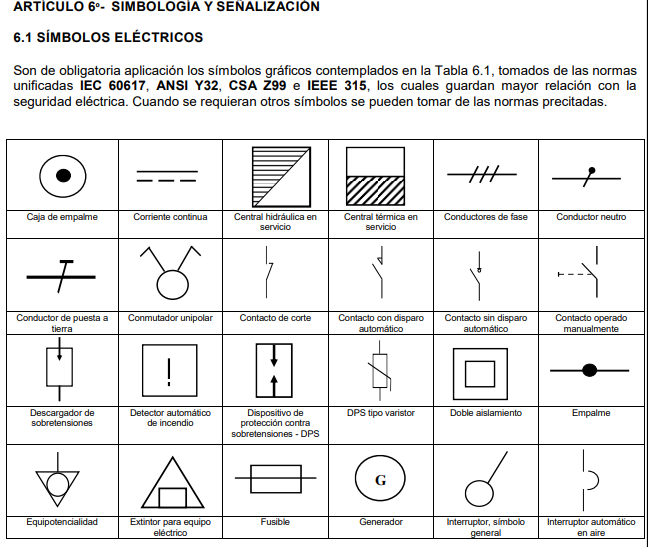 ARTÍCULO 6º- SIMBOLOGÍA Y SEÑALIZACIÓN
6.1 SÍMBOLOS ELÉCTRICOS
Son de obligatoria aplicación los símbolos gráficos contemplados en la Tabla 6.1, tomados de las normas
unificadas IEC 60617, ANSI Y32, CSA Z99 e IEEE 315, los cuales guardan mayor relación con la
seguridad eléctrica. Cuando se requieran otros símbolos se pueden tomar de las normas precitadas.
Caja de empalme
Corriente continua
Central hidráulica en
servicio
Central térmica en
servicio
Conductores de fase
Conductor neutro
Conductor de puesta a
tierra
Conmutador unipolar
Contacto de corte
Contacto con disparo
automático
Contacto sin disparo
automático
Contacto operado
manualmente
!
Descargador de
sobretensiones
Detector automático
de incendio
Dispositivo de
protección contra
sobretensiones - DPS
DPS tipo varistor
Doble aislamiento
Empalme
G
Equipotencialidad
Extintor para equipo
eléctrico
Fusible
Generador
Interruptor, símbolo
general
Interruptor automático
en aire